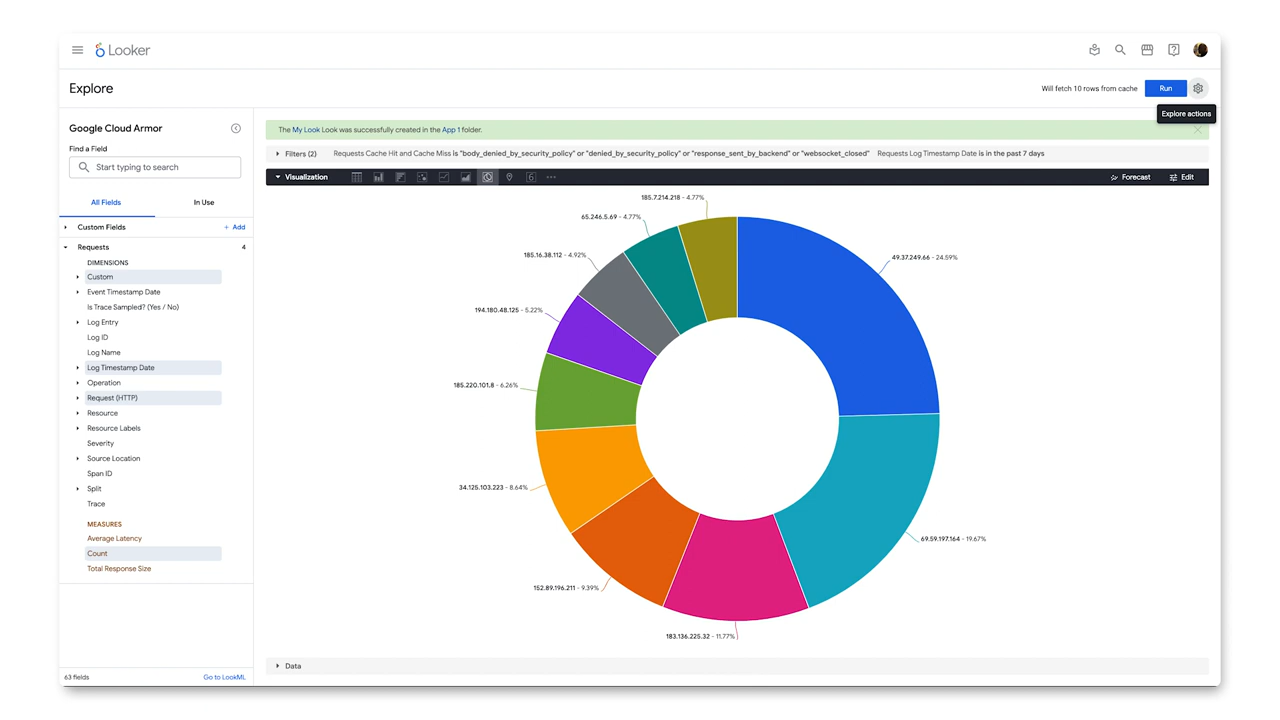 Looker
Explore
Will fetch 10 rows from cache
Run
Explore actions
Google Cloud Armor
Find a Field
Start typing to search
All Fields
In Use
Custom Fields
+ Add
Requests
4
DIMENSIONS
Custom
Event Timestamp Date
Is Trace Sampled? (Yes / No)
Log Entry
Log ID
Log Name
Log Timestamp Date
Operation
Request (HTTP)
Resource
Resource Labels
Severity
Source Location
Span ID
Split
Trace
MEASURES
Average Latency
Count
Total Response Size
63 fields
Go to LookML
The My Look Look was successfully created in the App 1 folder.
Filters (2)
Requests Cache Hit and Cache Miss is "body_denied_by_security_policy" or "denied_by_security_policy" or "response_sent_by_backend" or "websocket_closed" Requests Log Timestamp Date is in the past 7 days
Visualization
6
Forecast
Edit
185.7.214.218 - 4.77%
65.246.5.69 - 4.77%
185.16.38.112 - 4.92%
49.37.249.66 - 24.59%
194.180.48.125 - 5.22%
185.220.101.8 - 6.26%
34.125.103.223 - 8.64%
69.59.197.164 - 19.67%
152.89.196.211 - 9.39%
183.136.225.32 - 11.77%
Data